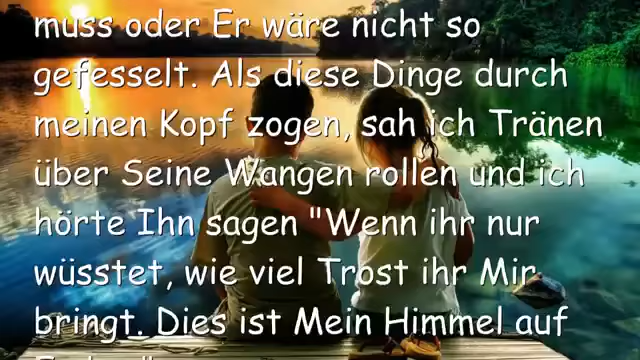 muss oder Er wäre nicht so
gefesselt. Als diese Dinge durch
meinen Kopf zogen, sah ich Tränen
über Seine Wangen rollen und ich
hörte Ihn sagen "Wenn ihr nur
wüsstet, wie viel Trost ihr Mir
bringt. Dies ist Mein Himmel auf